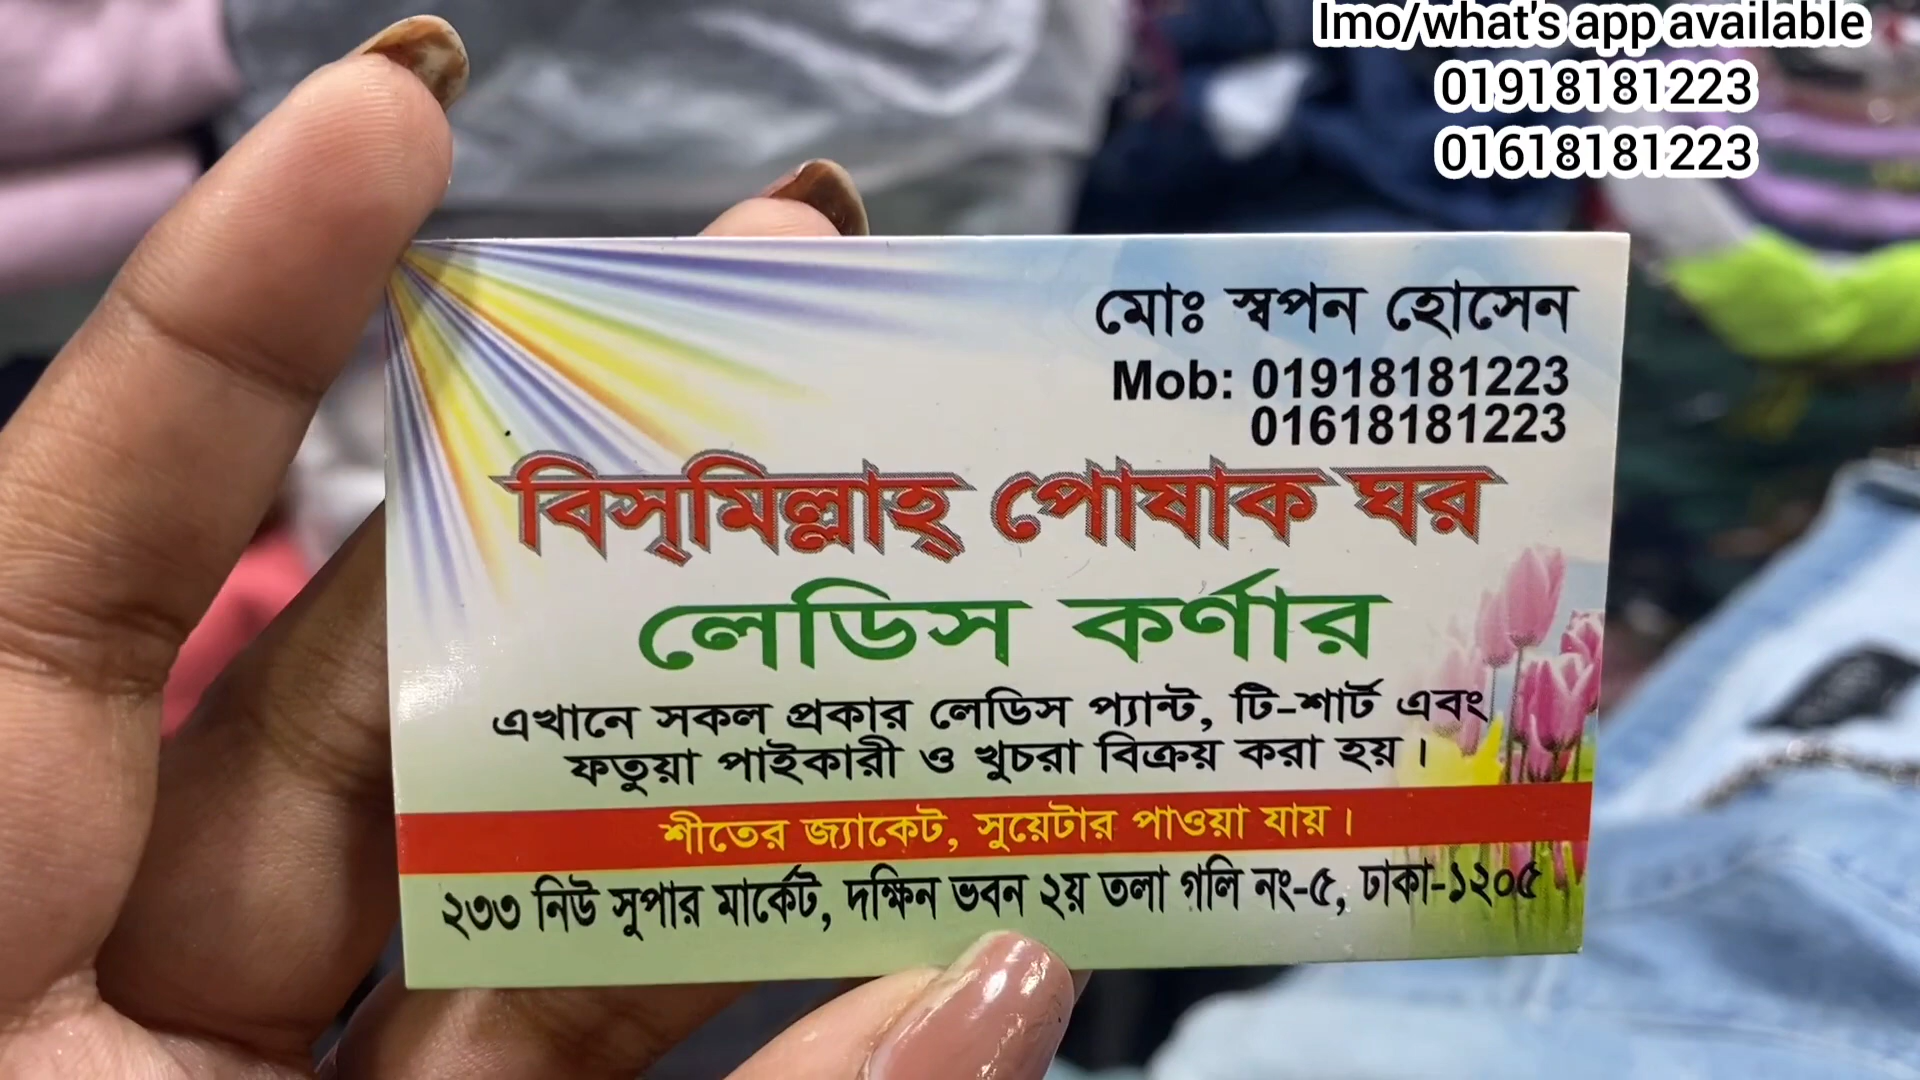 Imo/what's app available
01918181223
01618181223
মোঃ স্বপন হোসেন
Mob: 01918181223
01618181223
বিস্‌মিল্লাহ্ পোষাক ঘর
লেডিস কর্ণার
এখানে সকল প্রকার লেডিস প্যান্ট, টি-শার্ট এবং
ফতুয়া পাইকারী ও খুচরা বিক্রয় করা হয়।
শীতের জ্যাকেট, সুয়েটার পাওয়া যায়।
২৩৩ নিউ সুপার মার্কেট, দক্ষিন ভবন ২য় তলা গলি নং-৫, ঢাকা-১২০৫